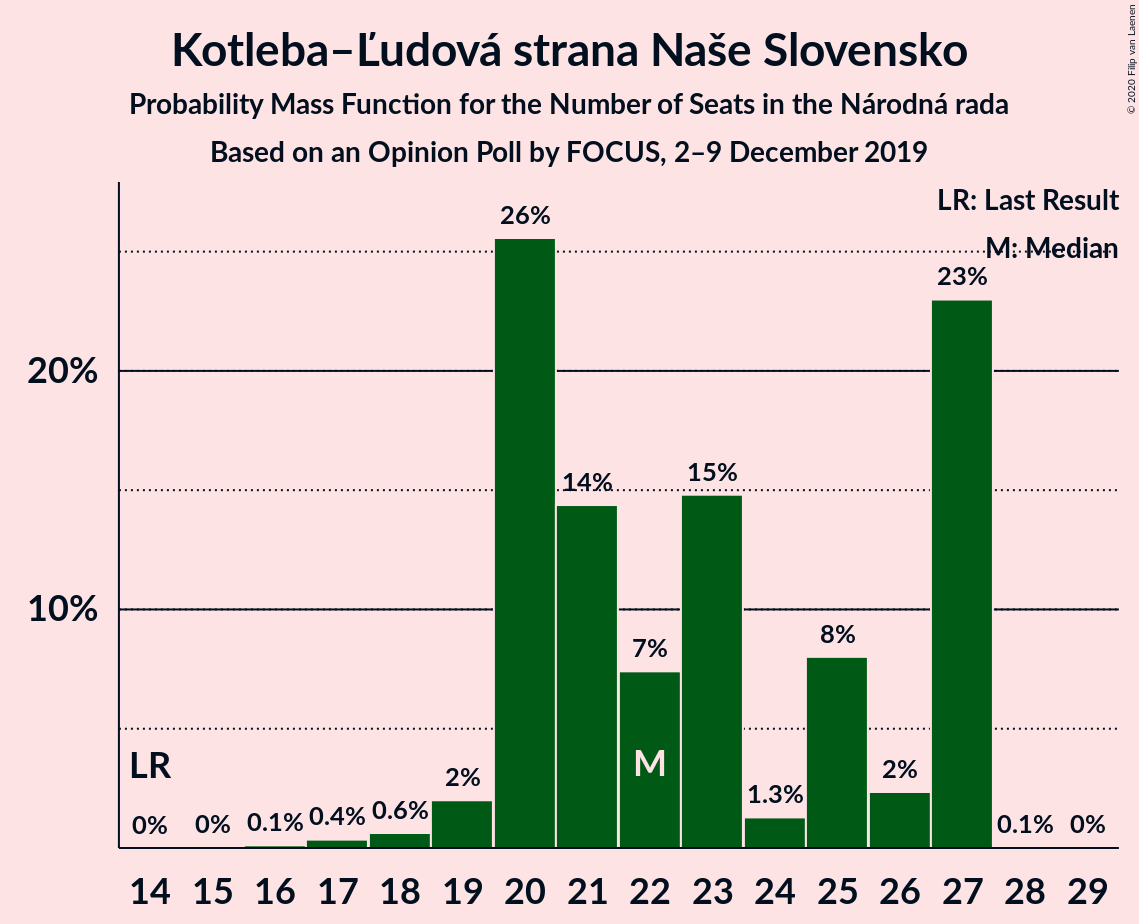 Kotleba–Ľudová strana Naše Slovensko
Probability Mass Function for the Number of Seats in the Národná rada
Based on an Opinion Poll by FOCUS, 2–9 December 2019
© 2020 Filip van Laenen
LR: Last Result
M: Median
26%
23%
20%
14%
15%
10%
7%
8%
LR
M
0%
0%
0.1%
0.4%
0.6%
2%
1.3%
2%
0.1%
0%
14 15 16 17 18 19 20 21 22 23 24 25 26 27 28 29